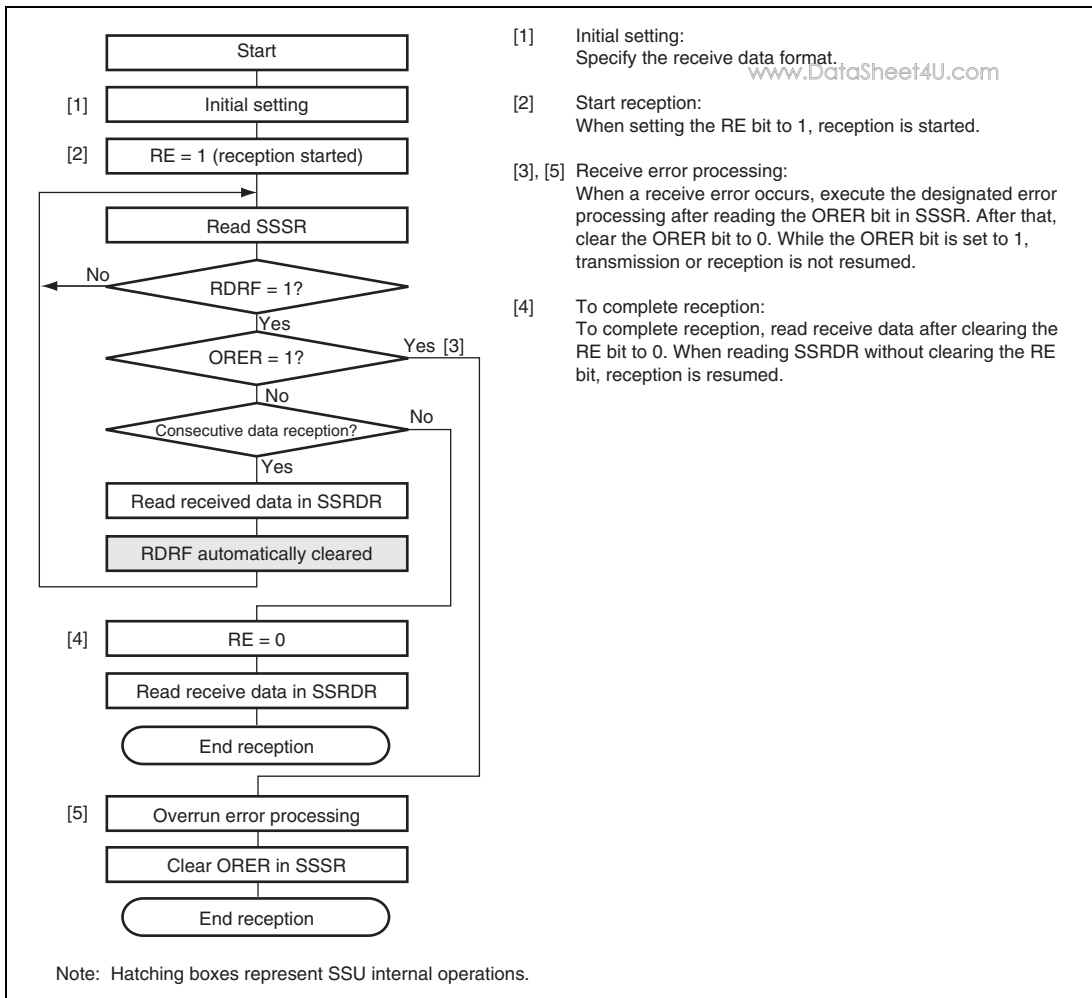 Start
[1] Initial setting
[2] RE = 1 (reception started)
Read SSSR
No
RDRF = 1?
Yes
ORER = 1?
Yes [3]
No
Consecutive data reception?
No
Yes
Read received data in SSRDR
RDRF automatically cleared
[4] RE = 0
Read receive data in SSRDR
End reception
[5] Overrun error processing
Clear ORER in SSSR
End reception
Note: Hatching boxes represent SSU internal operations.
[1] Initial setting:
Specify the receive data format.
www.DataSheet4U.com
[2] Start reception:
When setting the RE bit to 1, reception is started.
[3], [5] Receive error processing:
When a receive error occurs, execute the designated error
processing after reading the ORER bit in SSSR. After that,
clear the ORER bit to 0. While the ORER bit is set to 1,
transmission or reception is not resumed.
[4] To complete reception:
To complete reception, read receive data after clearing the
RE bit to 0. When reading SSRDR without clearing the RE
bit, reception is resumed.